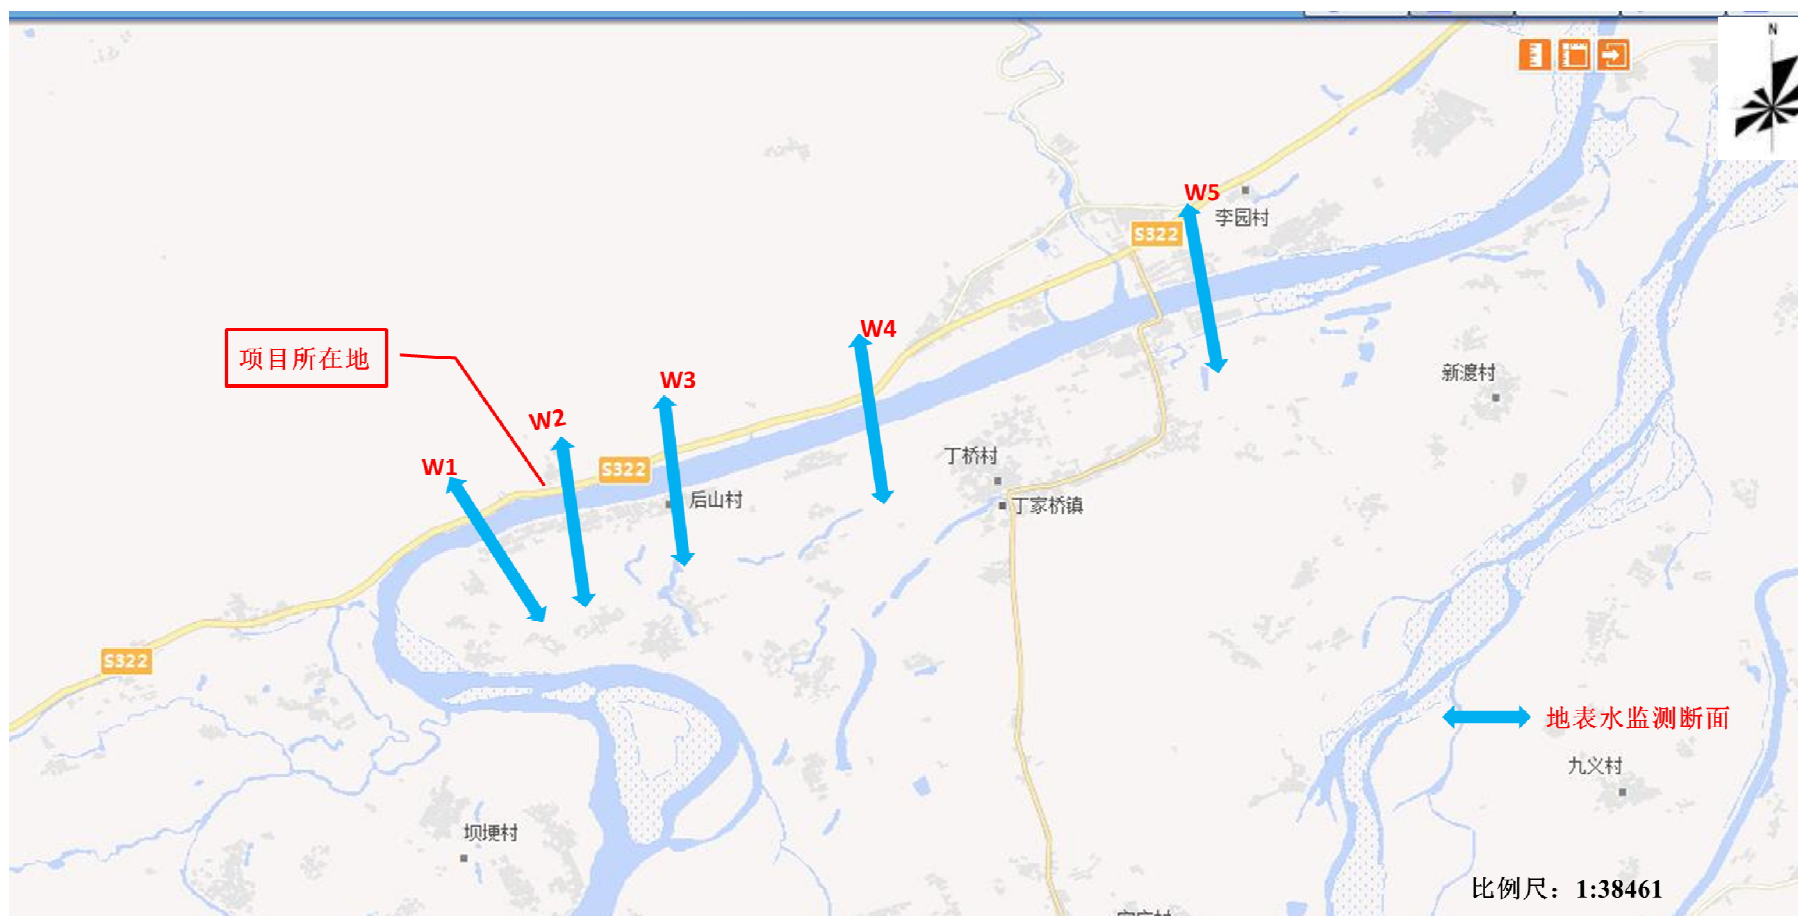 N
W5
李园村
S322
W4
项目所在地
新渡村
W3
W2
丁桥村
W1
S322
后山村
丁家桥镇
S322
地表水监测断面
九义村
坝埂村
比例尺：1:38461